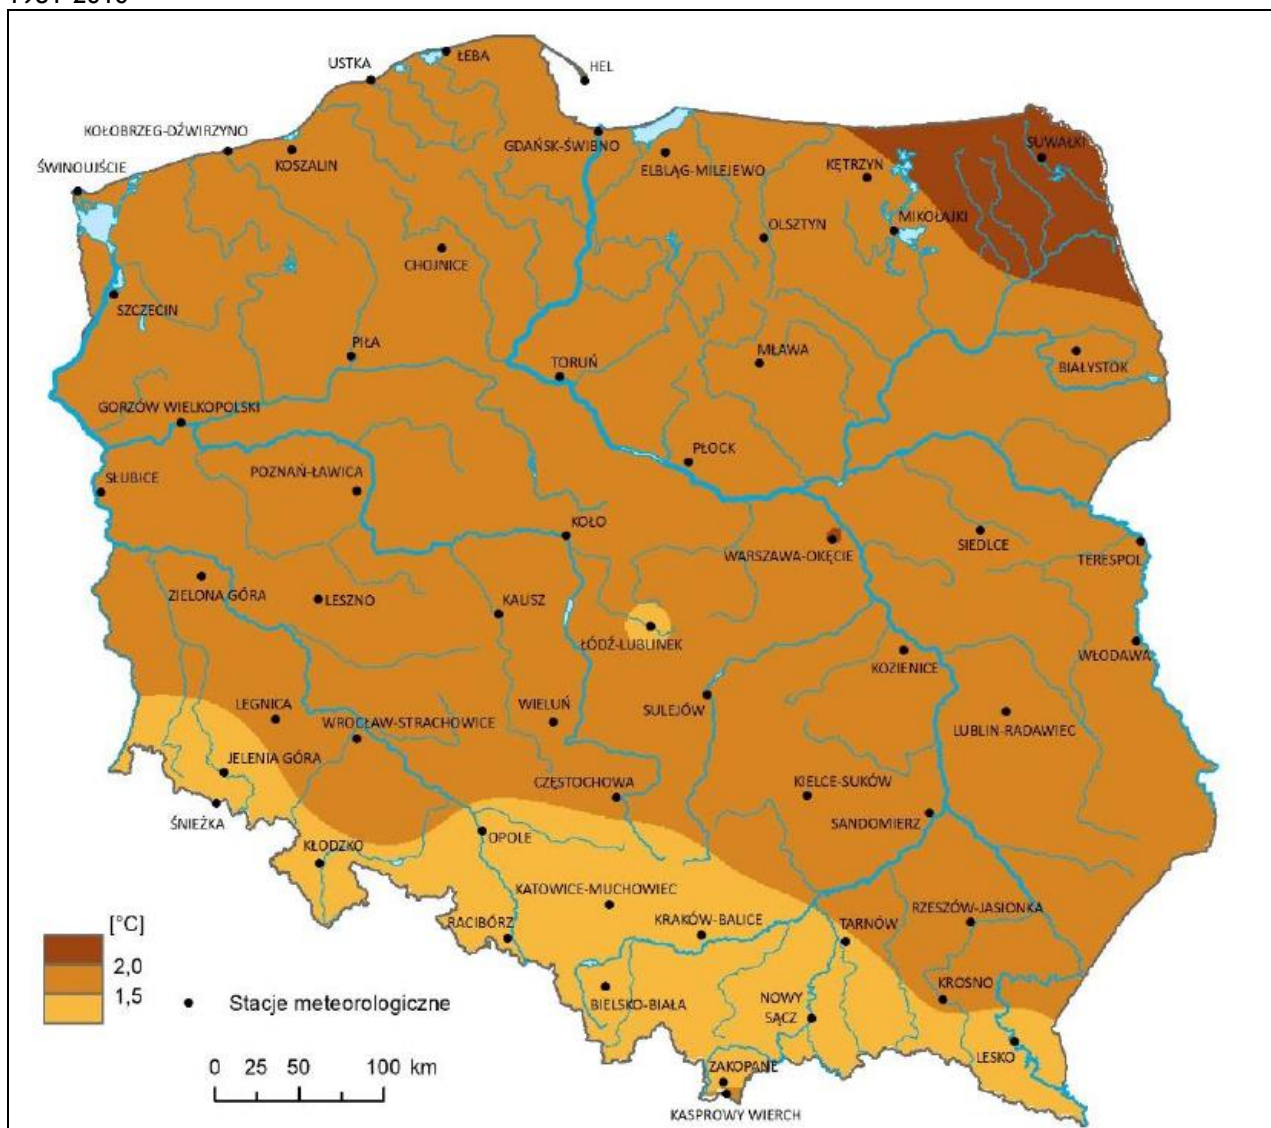 1981-2010
ŁEBA
USTKA
HEL
KOŁOBRZEG-DŹWIRZYNO
GDAŃSK-ŚWIBNO
SUWAŁKI
KOSZALIN
ŚWINOUJŚCIE
ELBLĄG-MILEJEWO
KĘTRZYN
MIKOŁAJKI
OLSZTYN
CHOJNICE
SZCZECIN
PIŁA
MŁAWA
TORUŃ
BIAŁYSTOK
GORZÓW WIELKOPOLSKI
PŁOCK
POZNAŃ-ŁAWICA
SŁUBICE
KOŁO
SIEDLCE
WARSZAWA-OKĘCIE
TERESPOL
ZIELONA GÓRA
LESZNO
KALISZ
ŁÓDŹ-LUBLINEK
WŁODAWA
KOZIENICE
LEGNICA
WIELUŃ
SULEJÓW
WROCŁAW-STRACHOWICE
LUBLIN-RADAWIEC
JELENIA GÓRA
CZĘSTOCHOWA
KIELCE-SUKÓW
ŚNIEŻKA
SANDOMIERZ
OPOLE
KŁODZKO
KATOWICE-MUCHOWIEC
RZESZÓW-JASIONKA
RACIBÓRZ
KRAKÓW-BALICE
TARNÓW
[°C]
2,0
1,5
KROSNO
Stacje meteorologiczne
BIELSKO-BIAŁA
NOWY
SĄCZ
LESKO
0 25 50 100 km
ZAKOPANE
KASPROWY WIERCH